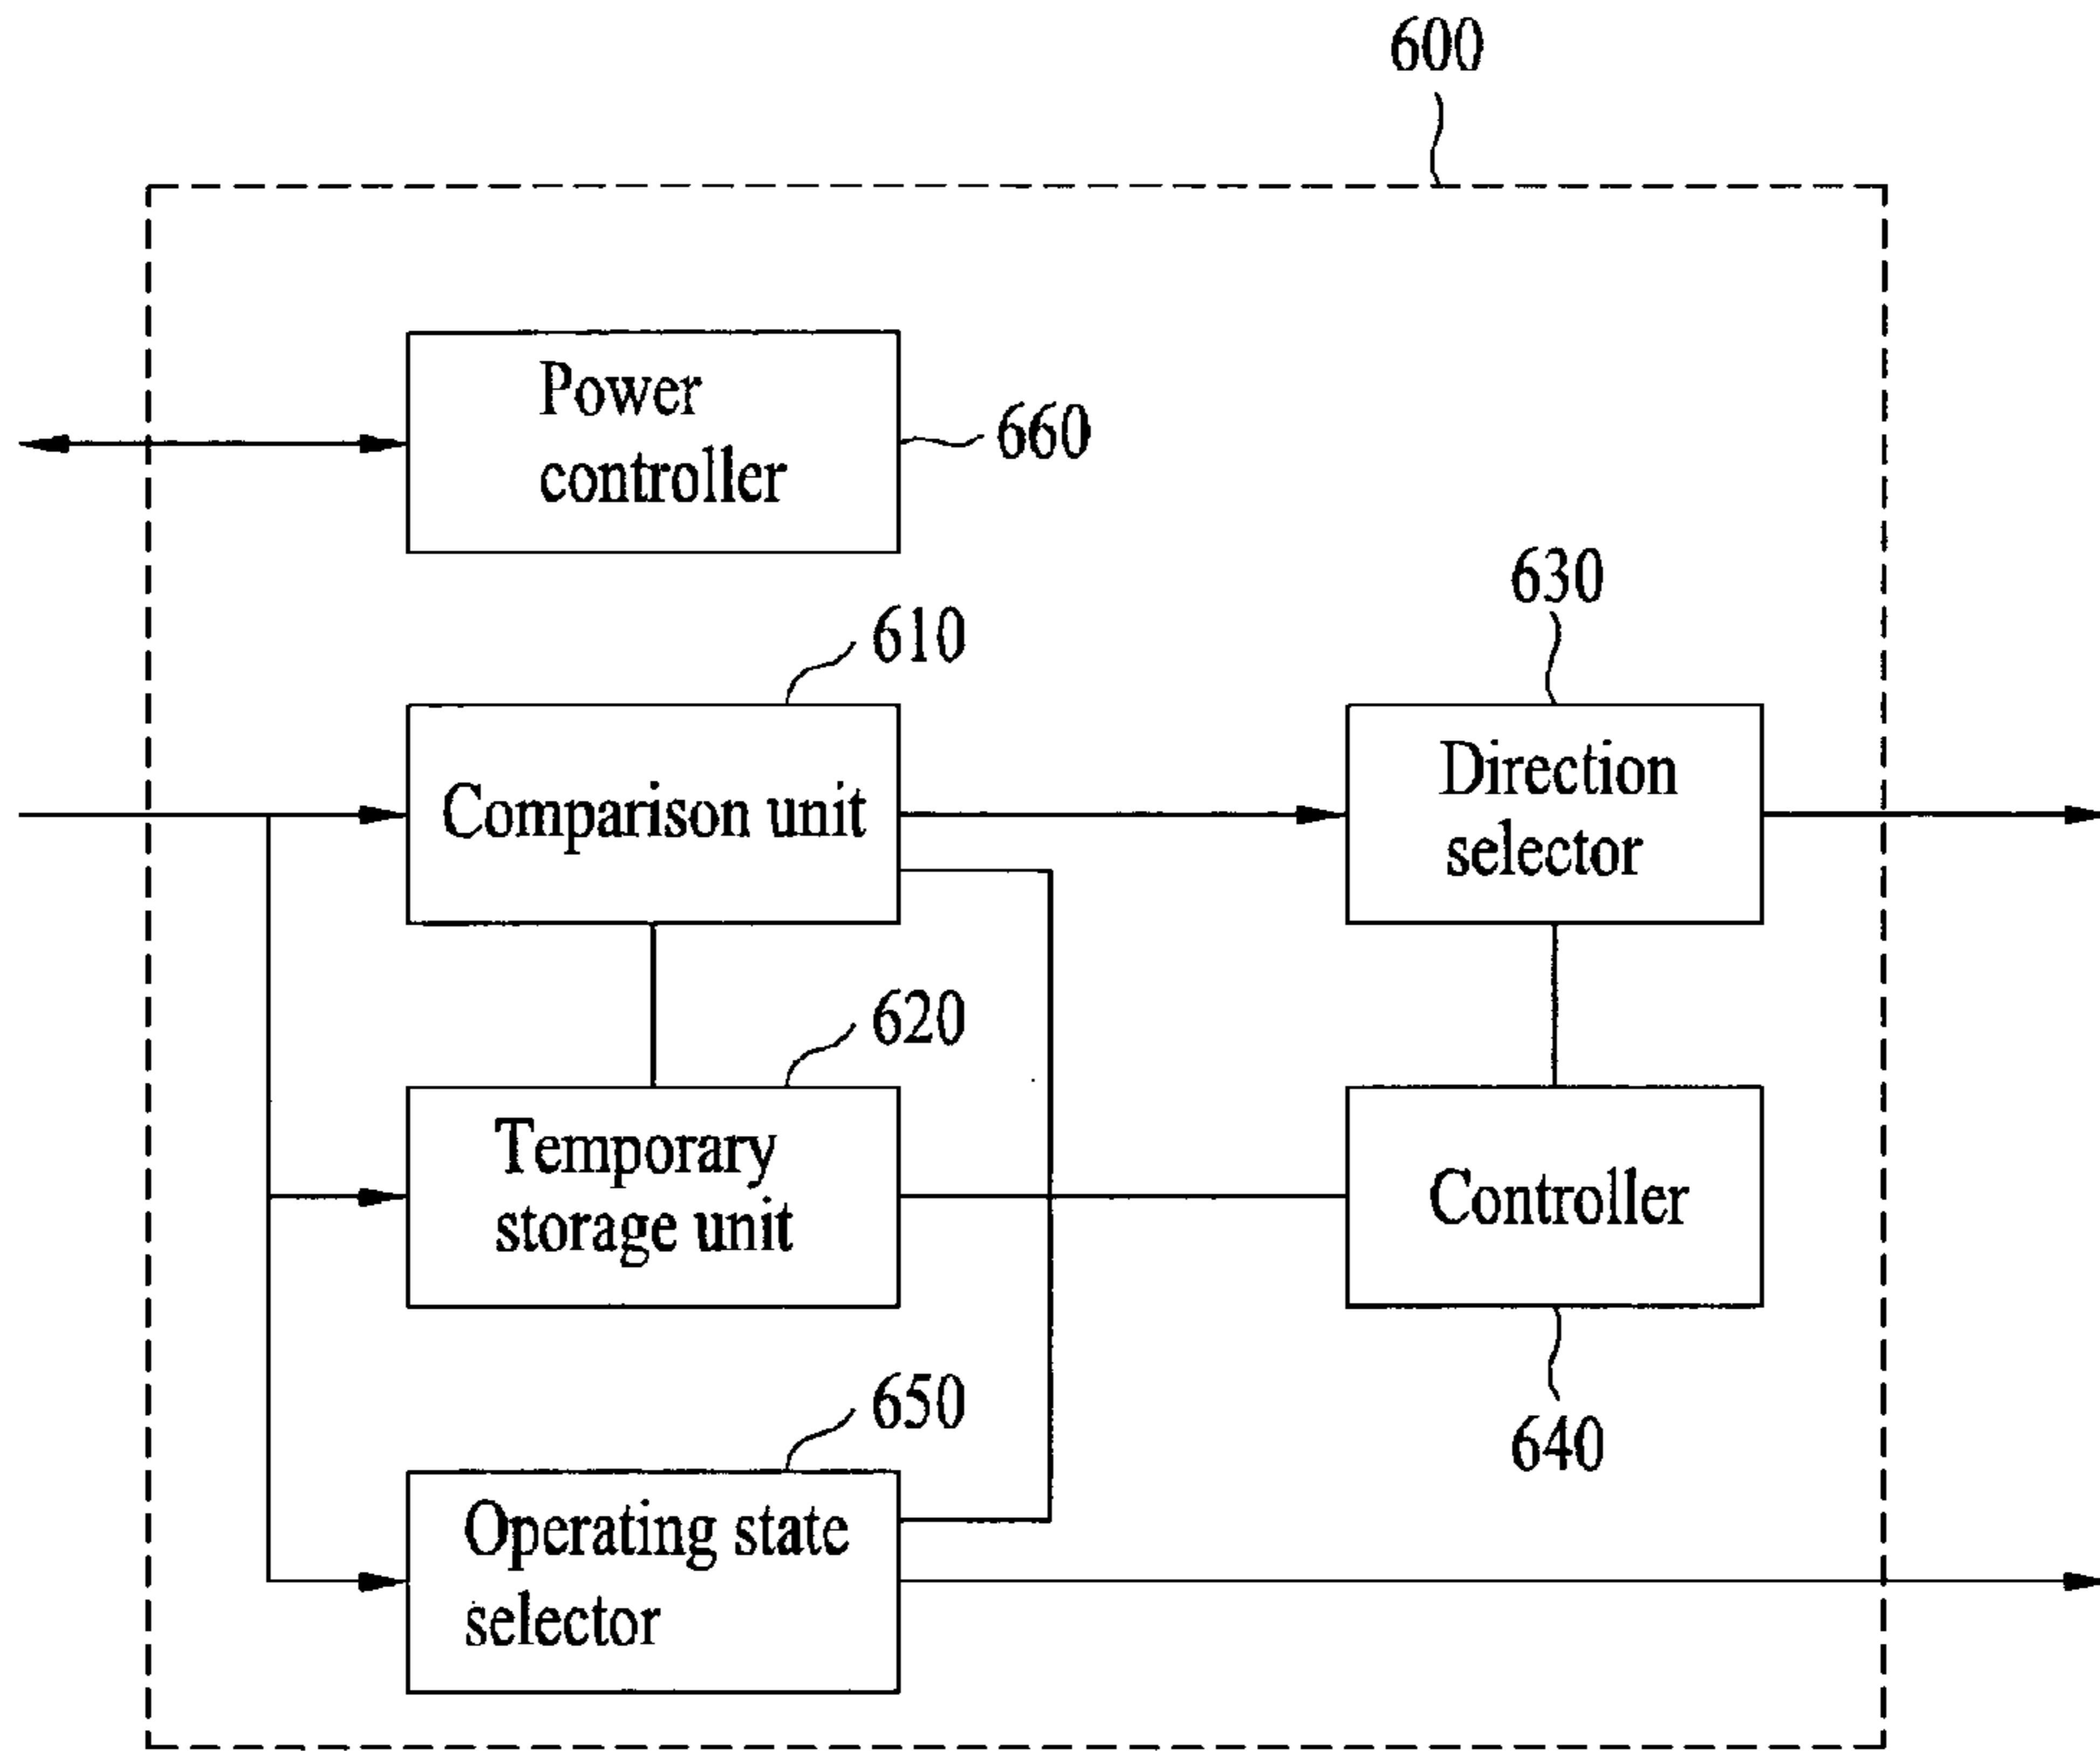 600
Power
controller
660
610
630
Comparison unit
Direction
selector
620
Temporary
storage unit
Controller
650
640
Operating state
selector